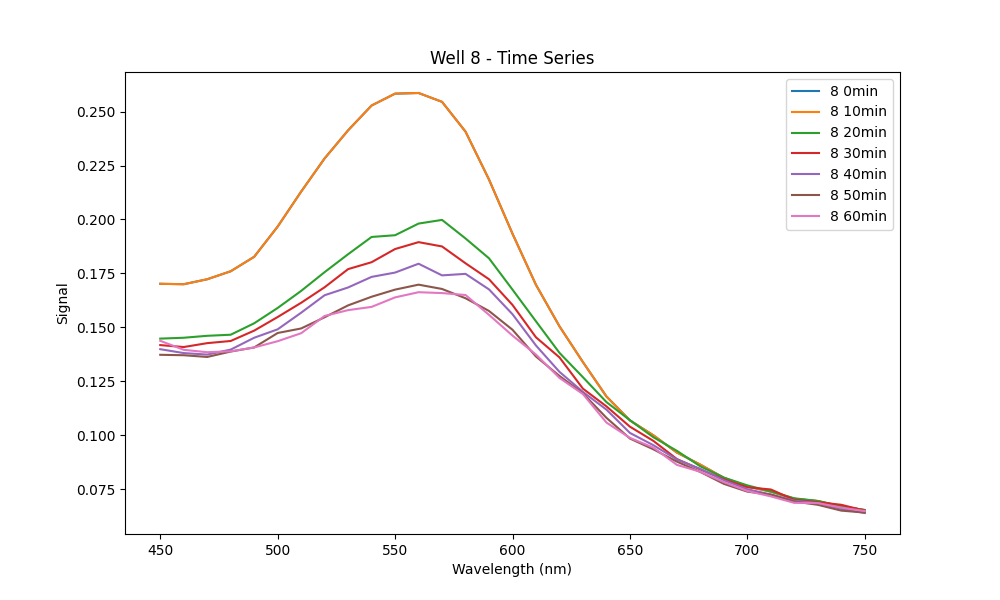 Well 8 - Time Series
8 0min
8 10min
8 20min
8 30min
8 40min
8 50min
8 60min
Signal
0.250
0.225
0.200
0.175
0.150
0.125
0.100
0.075
450 500 550 600 650 700 750
Wavelength (nm)